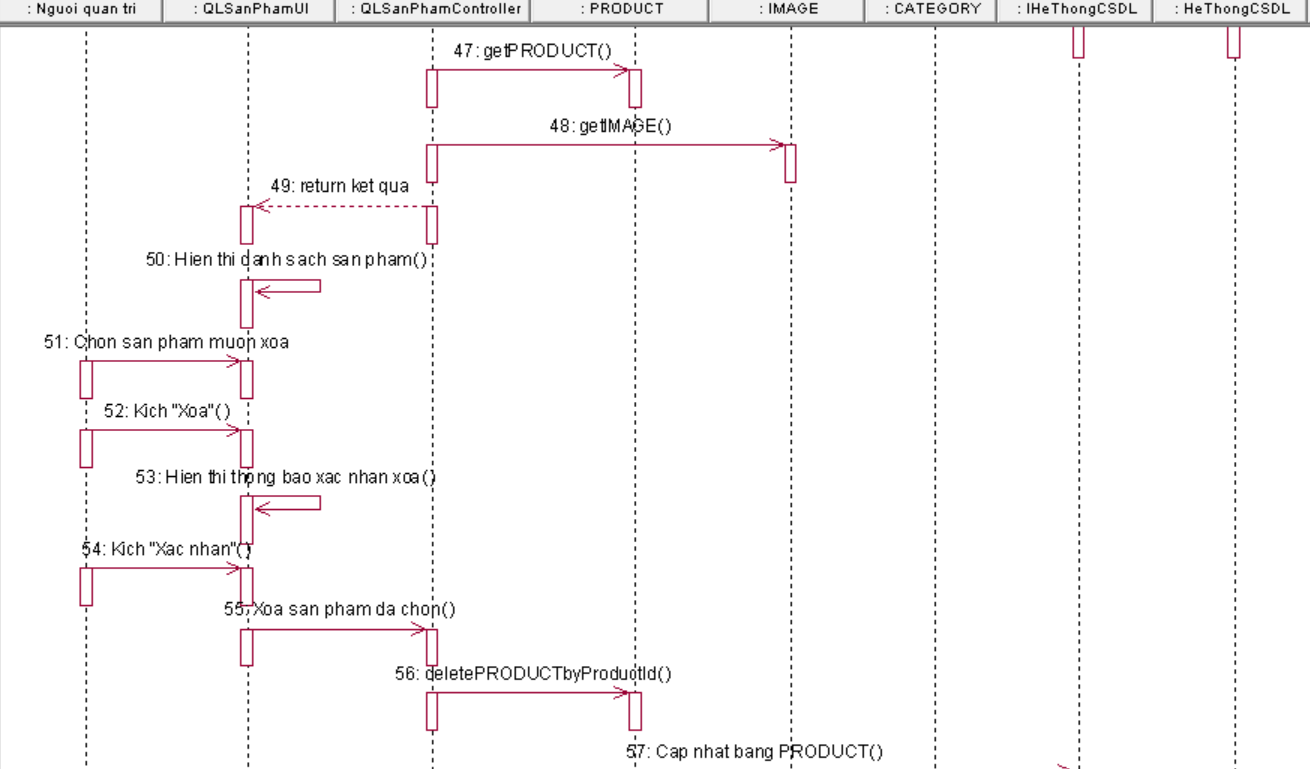 : Nguoi quan tri : QLSanPhamUI : QLSanPhamController : PRODUCT : IMAGE : CATEGORY : IHeThongCSDL : HeThongCSDL
47: getPRODUCT()
48: getIMAGE()
49: return ket qua
50: Hien thi danh sach san pham()
51: Chon san pham muon xoa
52: Kich "Xoa"()
53: Hien thi thong bao xac nhan xoa()
54: Kich "Xac nhan"()
55: Xoa san pham da chon()
56: deletePRODUCTbyProductId()
57: Cap nhat bang PRODUCT()